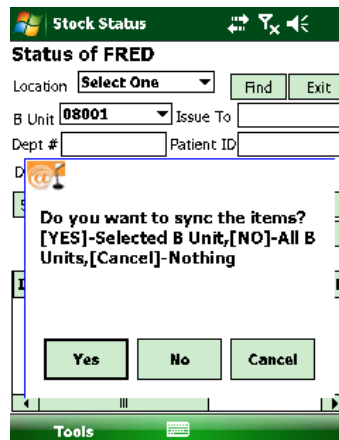 Stock Status
Status of FRED
Location Select One Find Exit
B Unit 08001 Issue To
Dept # Patient ID
D
Do you want to sync the items?
[YES]-Selected B Unit,[NO]-All B
Units,[Cancel]-Nothing
Yes No Cancel
Tools